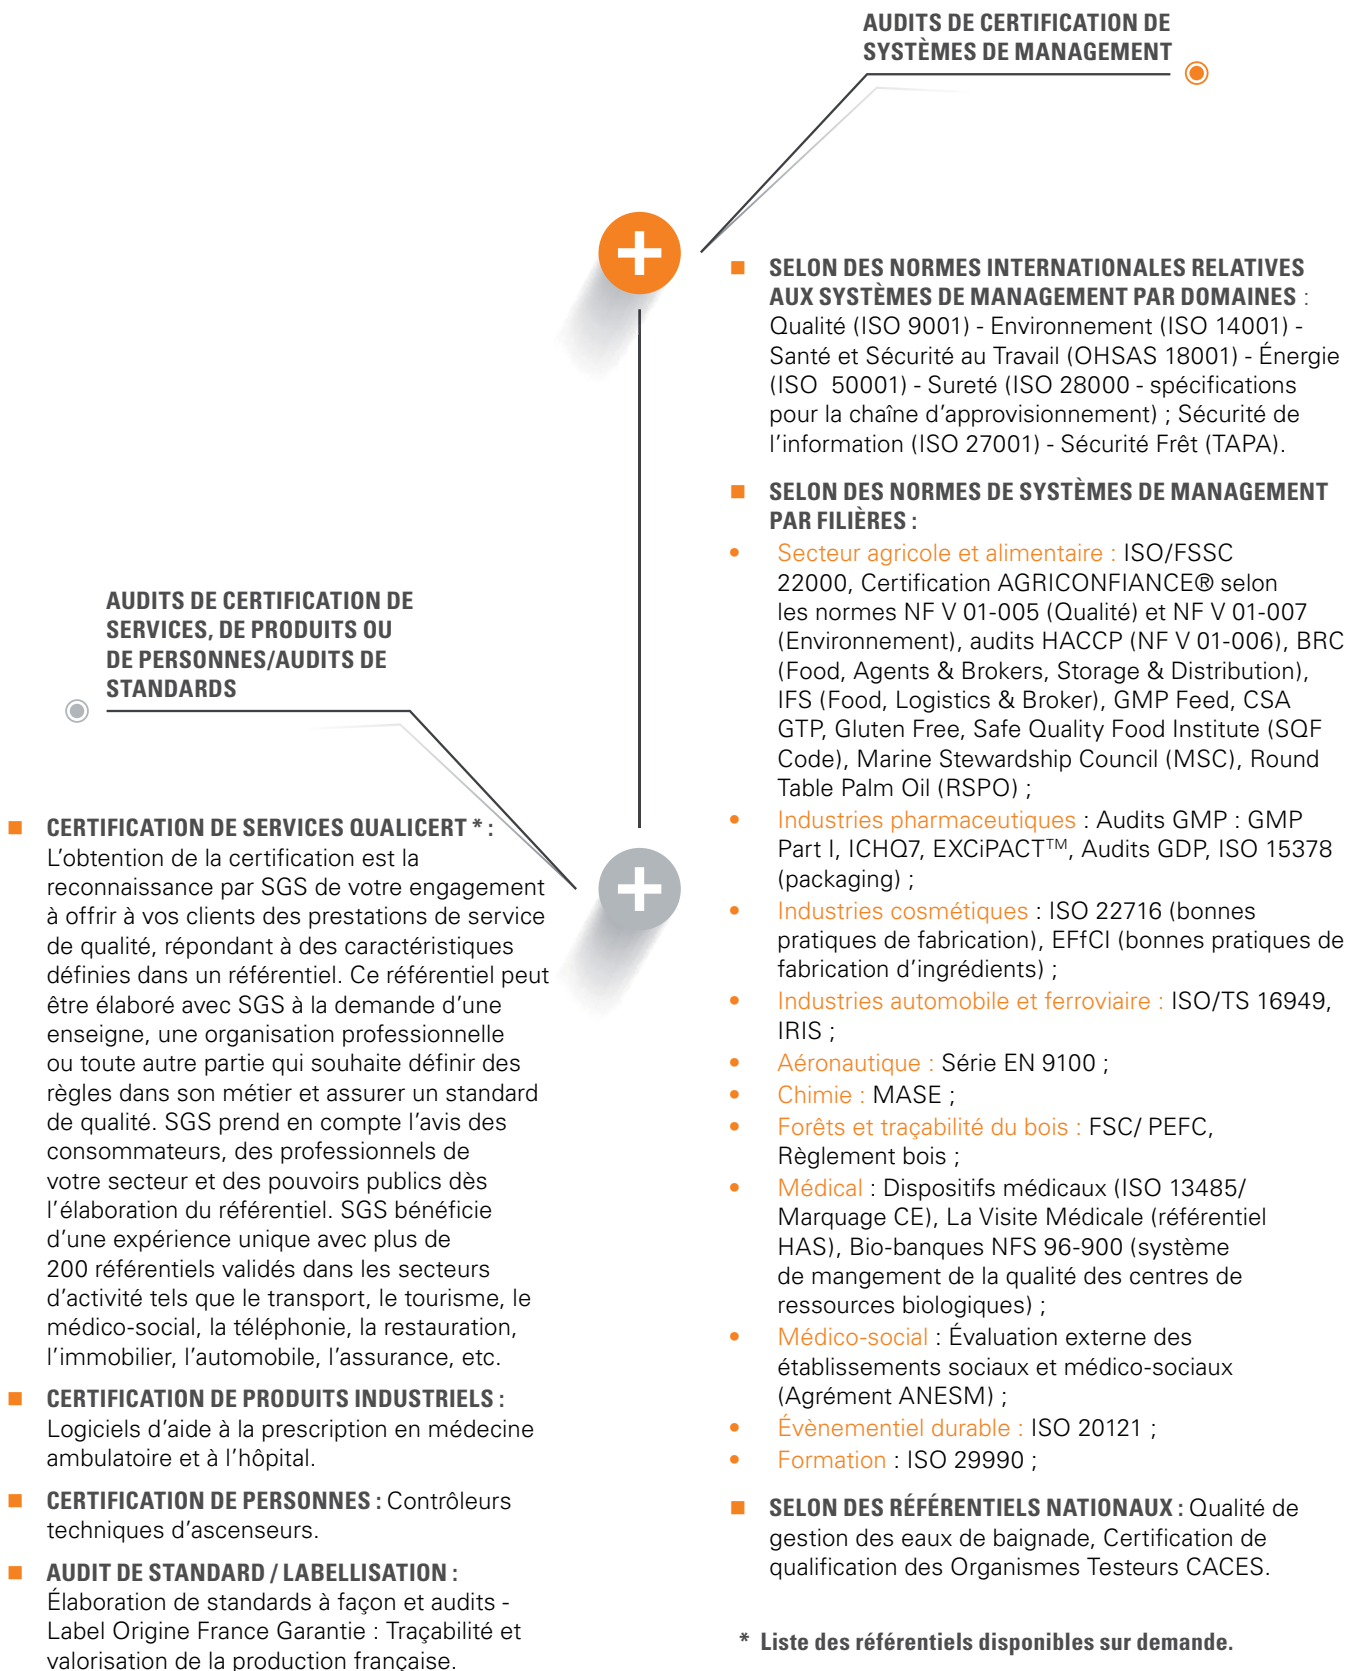 AUDITS DE CERTIFICATION DE
SYSTÈMES DE MANAGEMENT
■ SELON DES NORMES INTERNATIONALES RELATIVES
AUX SYSTÈMES DE MANAGEMENT PAR DOMAINES :
Qualité (ISO 9001) - Environnement (ISO 14001) -
Santé et Sécurité au Travail (OHSAS 18001) - Énergie
(ISO 50001) - Sureté (ISO 28000 - spécifications
pour la chaîne d’approvisionnement) ; Sécurité de
l’information (ISO 27001) - Sécurité Frêt (TAPA).
■ SELON DES NORMES DE SYSTÈMES DE MANAGEMENT
PAR FILIÈRES :
• Secteur agricole et alimentaire : ISO/FSSC
22000, Certification AGRICONFIANCE® selon
les normes NF V 01-005 (Qualité) et NF V 01-007
(Environnement), audits HACCP (NF V 01-006), BRC
(Food, Agents & Brokers, Storage & Distribution),
IFS (Food, Logistics & Broker), GMP Feed, CSA
GTP, Gluten Free, Safe Quality Food Institute (SQF
Code), Marine Stewardship Council (MSC), Round
Table Palm Oil (RSPO) ;
• Industries pharmaceutiques : Audits GMP : GMP
Part I, ICHQ7, EXCiPACT™, Audits GDP, ISO 15378
(packaging) ;
• Industries cosmétiques : ISO 22716 (bonnes
pratiques de fabrication), EFfCI (bonnes pratiques de
fabrication d’ingrédients) ;
• Industries automobile et ferroviaire : ISO/TS 16949,
IRIS ;
• Aéronautique : Série EN 9100 ;
• Chimie : MASE ;
• Forêts et traçabilité du bois : FSC/ PEFC,
Règlement bois ;
• Médical : Dispositifs médicaux (ISO 13485/
Marquage CE), La Visite Médicale (référentiel
HAS), Bio-banques NFS 96-900 (système
de mangement de la qualité des centres de
ressources biologiques) ;
• Médico-social : Évaluation externe des
établissements sociaux et médico-sociaux
(Agrément ANESM) ;
• Évènementiel durable : ISO 20121 ;
• Formation : ISO 29990 ;
■ SELON DES RÉFÉRENTIELS NATIONAUX : Qualité de
gestion des eaux de baignade, Certification de
qualification des Organismes Testeurs CACES.
* Liste des référentiels disponibles sur demande.
AUDITS DE CERTIFICATION DE
SERVICES, DE PRODUITS OU
DE PERSONNES/AUDITS DE
STANDARDS
■ CERTIFICATION DE SERVICES QUALICERT * :
L’obtention de la certification est la
reconnaissance par SGS de votre engagement
à offrir à vos clients des prestations de service
de qualité, répondant à des caractéristiques
définies dans un référentiel. Ce référentiel peut
être élaboré avec SGS à la demande d’une
enseigne, une organisation professionnelle
ou toute autre partie qui souhaite définir des
règles dans son métier et assurer un standard
de qualité. SGS prend en compte l’avis des
consommateurs, des professionnels de
votre secteur et des pouvoirs publics dès
l’élaboration du référentiel. SGS bénéficie
d’une expérience unique avec plus de
200 référentiels validés dans les secteurs
d’activité tels que le transport, le tourisme, le
médico-social, la téléphonie, la restauration,
l’immobilier, l’automobile, l’assurance, etc.
■ CERTIFICATION DE PRODUITS INDUSTRIELS :
Logiciels d’aide à la prescription en médecine
ambulatoire et à l’hôpital.
■ CERTIFICATION DE PERSONNES : Contrôleurs
techniques d’ascenseurs.
■ AUDIT DE STANDARD / LABELLISATION :
Élaboration de standards à façon et audits -
Label Origine France Garantie : Traçabilité et
valorisation de la production française.